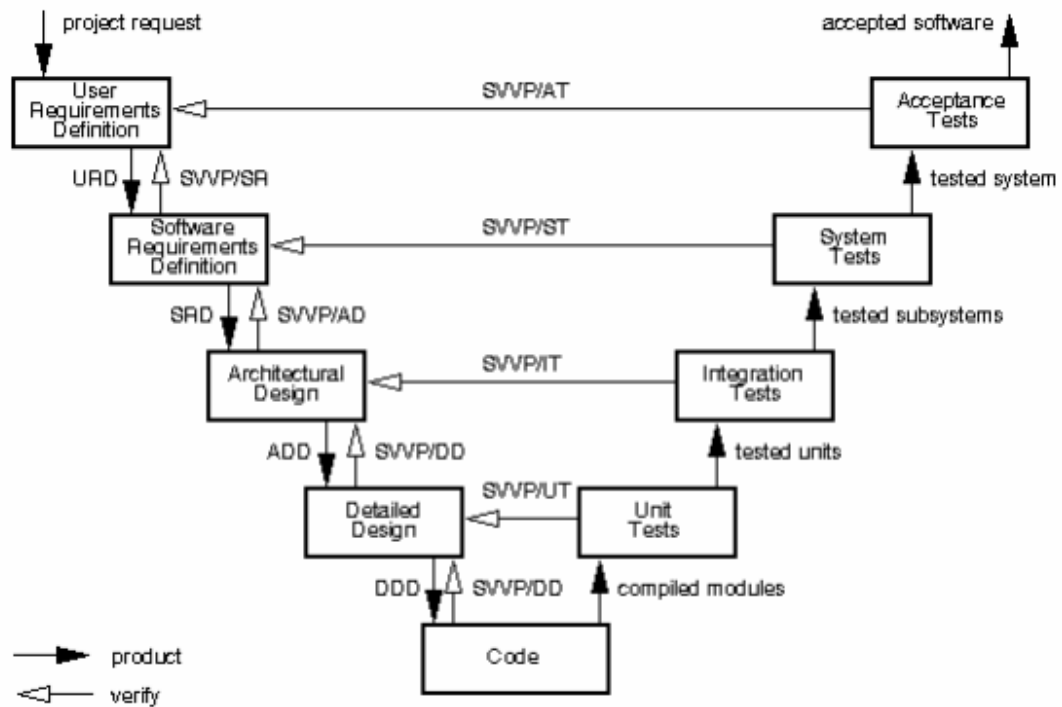 project request
accepted software
User
Requirements
Definition
SVVP/AT
Acceptance
Tests
URD
SVVP/SR
tested system
Software
Requirements
Definition
SVVP/ST
System
Tests
SRD
SVVP/AD
tested subsystems
Architectural
Design
SVVP/IT
Integration
Tests
ADD
SVVP/DD
tested units
Detailed
Design
SVVP/UT
Unit
Tests
DDD
SVVP/DD
compiled modules
Code
product
verify